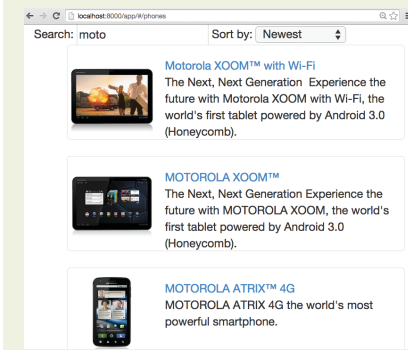 localhost:8000/app/#/phones
Search: moto Sort by: Newest
Motorola XOOM™ with Wi-Fi
The Next, Next Generation Experience the
future with Motorola XOOM with Wi-Fi, the
world's first tablet powered by Android 3.0
(Honeycomb).
MOTOROLA XOOM™
The Next, Next Generation Experience the
future with MOTOROLA XOOM, the world's
first tablet powered by Android 3.0
(Honeycomb).
MOTOROLA ATRIX™ 4G
MOTOROLA ATRIX 4G the world's most
powerful smartphone.